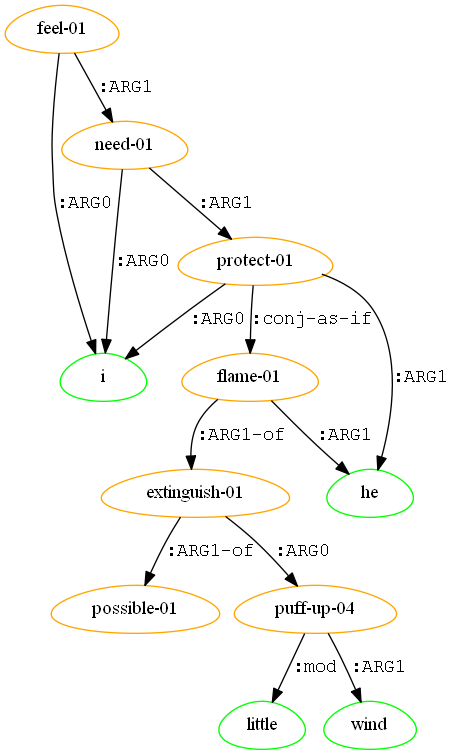 feel-01
:ARG1
need-01
:ARG0
:ARG0
:ARG1
protect-01
:ARG0
:conj-as-if
i
flame-01
:ARG1
:ARG1-of
:ARG1
extinguish-01
he
:ARG1-of
:ARG0
possible-01
puff-up-04
:mod
:ARG1
little
wind